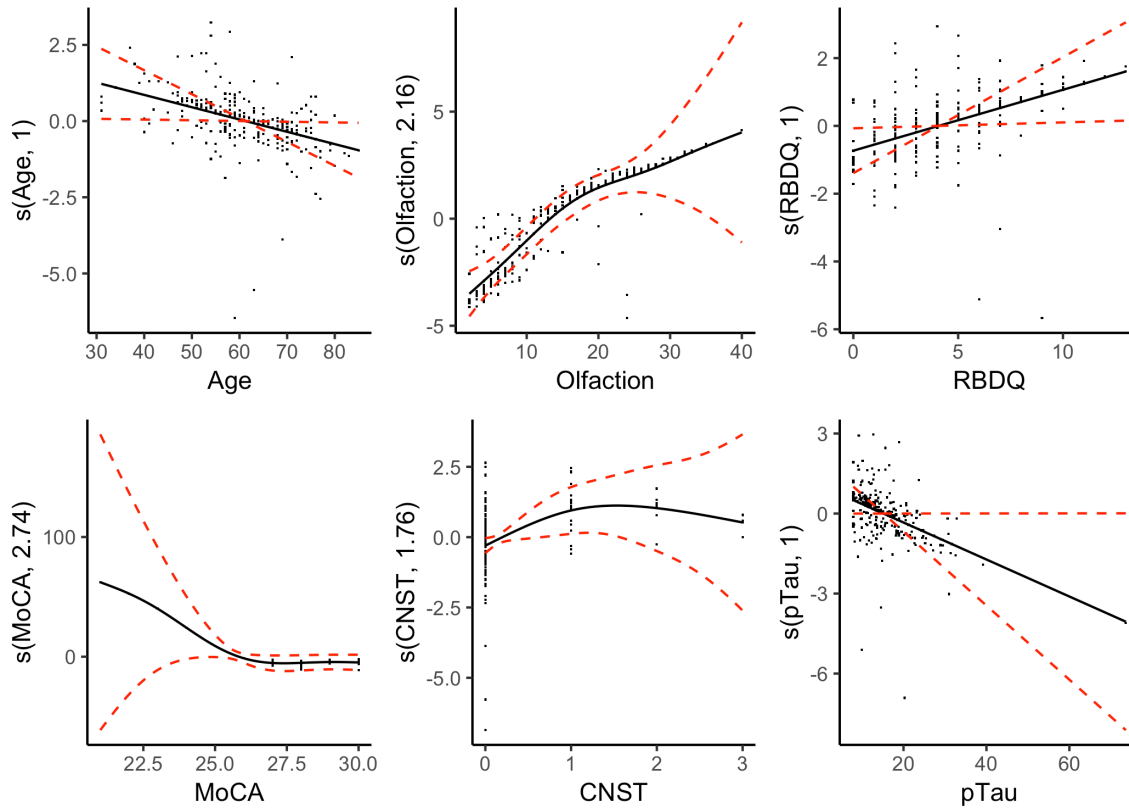 s(Age, 1)
2.5
0.0
-2.5
-5.0
30 40 50 60 70 80
Age
s(Olfaction, 2.16)
5
0
-5
10 20 30 40
Olfaction
s(RBDQ, 1)
2
0
-2
-4
-6
0 5 10
RBDQ
s(MoCA, 2.74)
100
0
22.5 25.0 27.5 30.0
MoCA
s(CNST, 1.76)
2.5
0.0
-2.5
-5.0
0 1 2 3
CNST
s(pTau, 1)
3
0
-3
-6
20 40 60
pTau